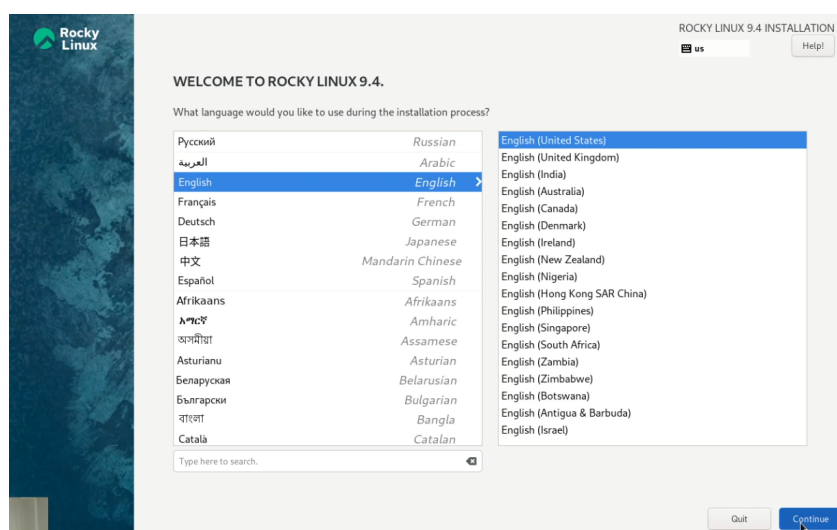 Rocky
Linux
ROCKY LINUX 9.4 INSTALLATION
us
Help!
WELCOME TO ROCKY LINUX 9.4.
What language would you like to use during the installation process?
Русский Russian
العربية Arabic
English English
Français French
Deutsch German
日本語 Japanese
中文 Mandarin Chinese
Español Spanish
Afrikaans Afrikaans
አማርኛ Amharic
অসমীয়া Assamese
Asturianu Asturian
Беларуская Belarusian
Български Bulgarian
বাংলা Bangla
Català Catalan
Type here to search.
English (United States)
English (United Kingdom)
English (India)
English (Australia)
English (Canada)
English (Denmark)
English (Ireland)
English (New Zealand)
English (Nigeria)
English (Hong Kong SAR China)
English (Philippines)
English (Singapore)
English (South Africa)
English (Zambia)
English (Zimbabwe)
English (Botswana)
English (Antigua & Barbuda)
English (Israel)
Quit
Continue